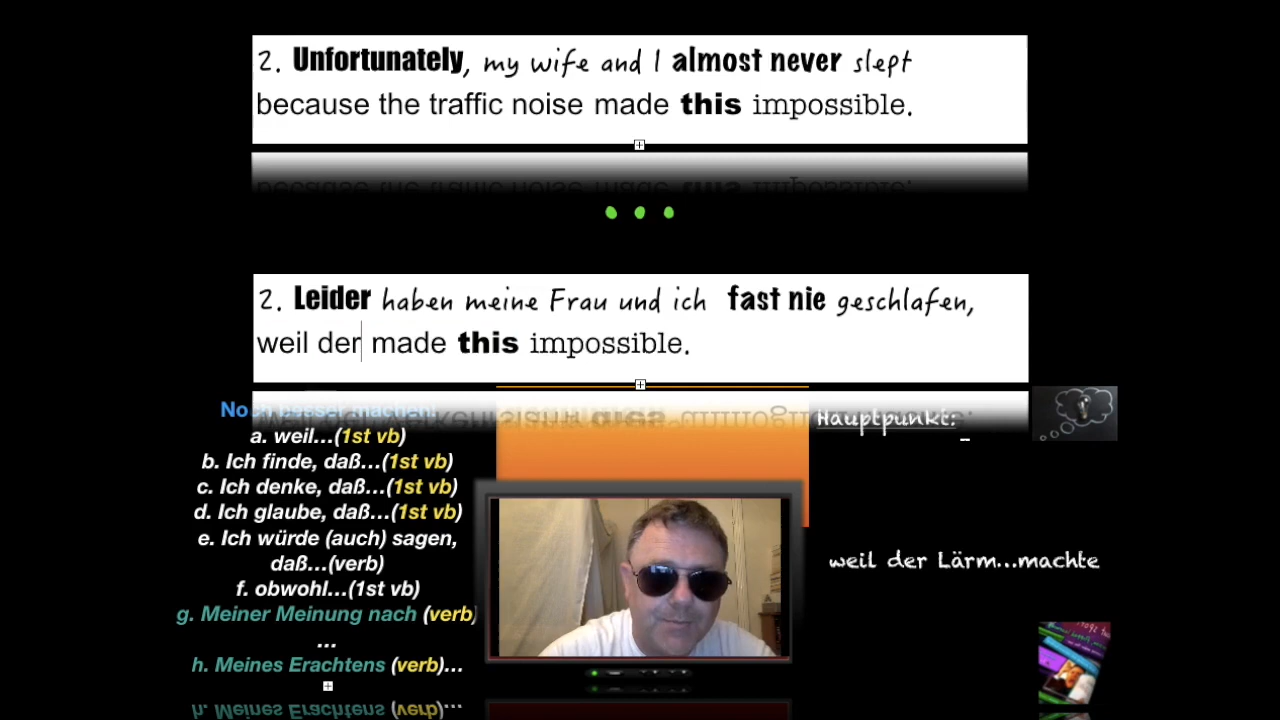 2. Unfortunately, my wife and I almost never slept
because the traffic noise made this impossible.
2. Leider haben meine Frau und ich fast nie geschlafen,
weil der made this impossible.
Noch besser machen:
a. weil...(1st vb)
b. Ich finde, daß...(1st vb)
c. Ich denke, daß...(1st vb)
d. Ich glaube, daß...(1st vb)
e. Ich würde (auch) sagen,
daß...(verb)
f. obwohl...(1st vb)
g. Meiner Meinung nach (verb)
...
h. Meines Erachtens (verb)...
Hauptpunkt:
weil der Lärm...machte